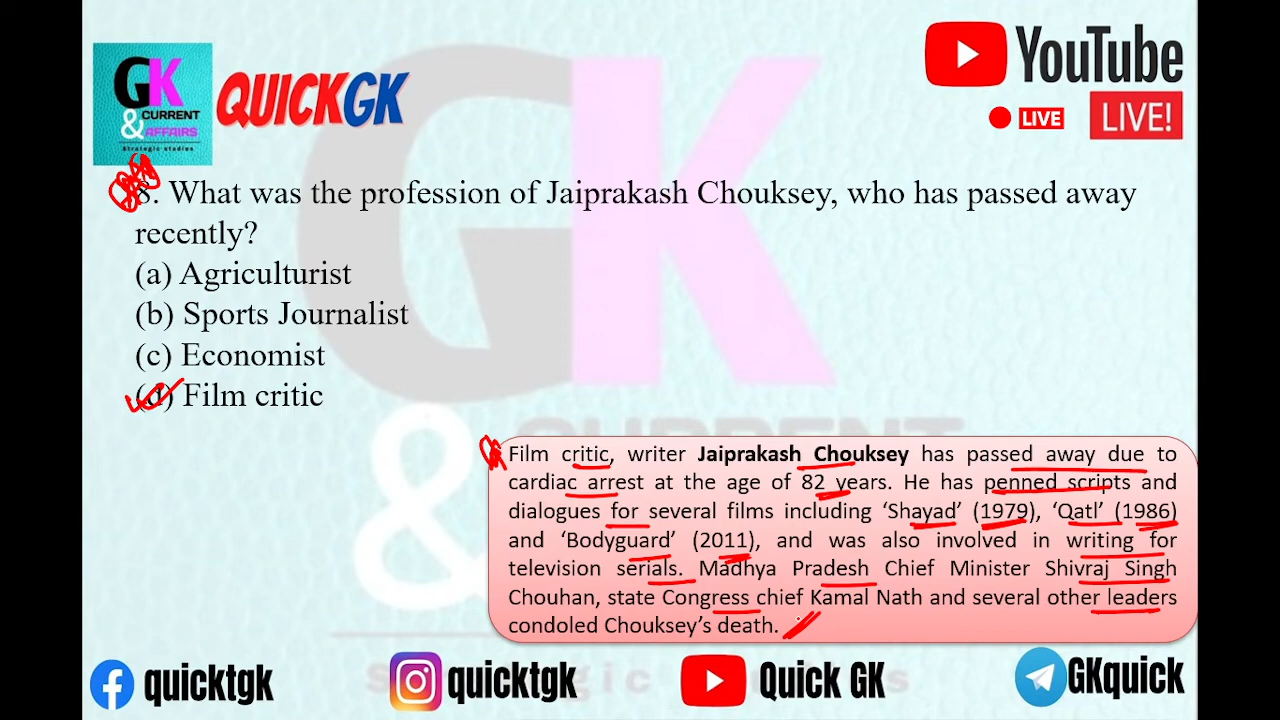 GK
CURRENT
& AFFAIRS
Strategic studies
QUICKGK
YouTube
LIVE
LIVE!
8. What was the profession of Jaiprakash Chouksey, who has passed away
recently?
(a) Agriculturist
(b) Sports Journalist
(c) Economist
(d) Film critic
Film critic, writer Jaiprakash Chouksey has passed away due to
cardiac arrest at the age of 82 years. He has penned scripts and
dialogues for several films including ‘Shayad’ (1979), ‘Qatl’ (1986)
and ‘Bodyguard’ (2011), and was also involved in writing for
television serials. Madhya Pradesh Chief Minister Shivraj Singh
Chouhan, state Congress chief Kamal Nath and several other leaders
condoled Chouksey’s death.
quicktgk
quicktgk
Quick GK
GKquick